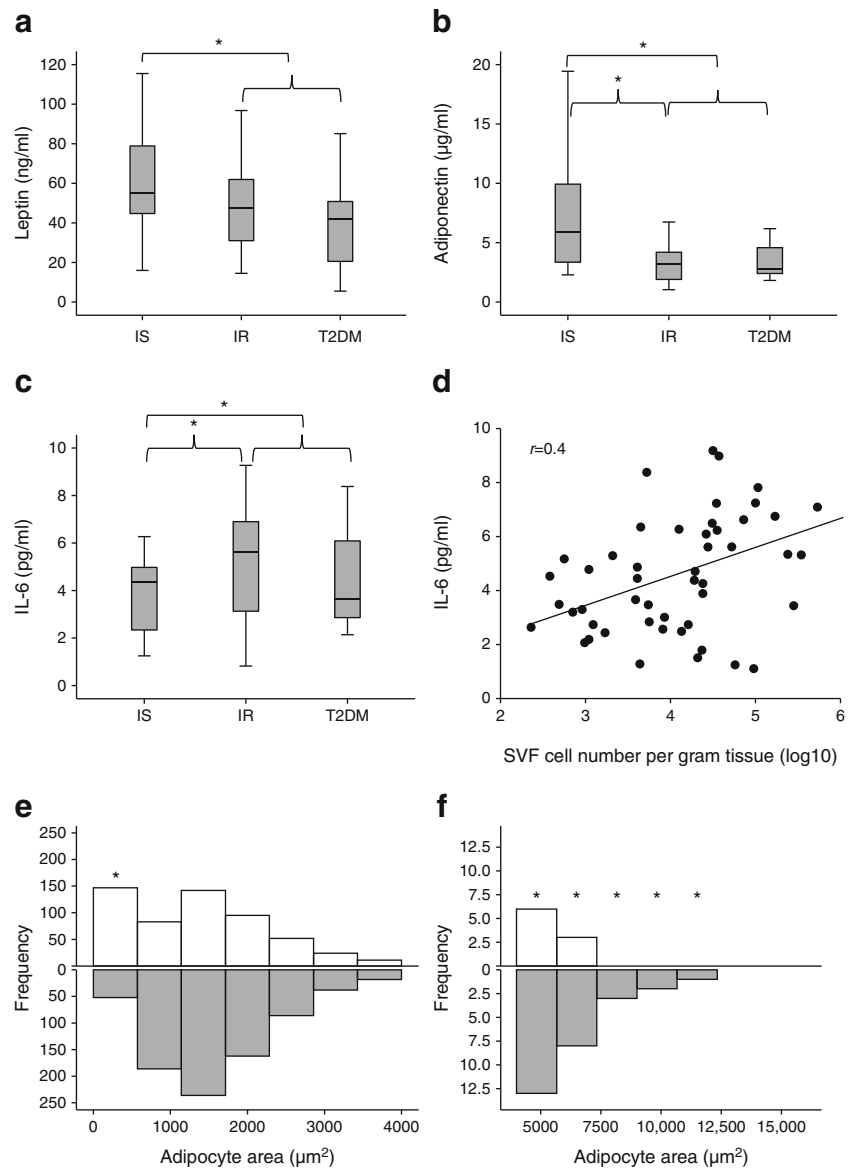 a
*
120
100
80
60
40
20
0
Leptin (ng/ml)
IS IR T2DM
b
*
*
20
15
10
5
0
Adiponectin (µg/ml)
IS IR T2DM
c
*
*
10
8
6
4
2
0
IL-6 (pg/ml)
IS IR T2DM
d
r=0.4
10
8
6
4
2
0
IL-6 (pg/ml)
2 3 4 5 6
SVF cell number per gram tissue (log10)
e
*
250
200
150
100
50
0
50
100
150
200
250
Frequency
0 1000 2000 3000 4000
Adipocyte area (µm²)
f
* * * * *
12.5
10.0
7.5
5.0
2.5
0
2.5
5.0
7.5
10.0
12.5
Frequency
5000 7500 10,000 12,500 15,000
Adipocyte area (µm²)